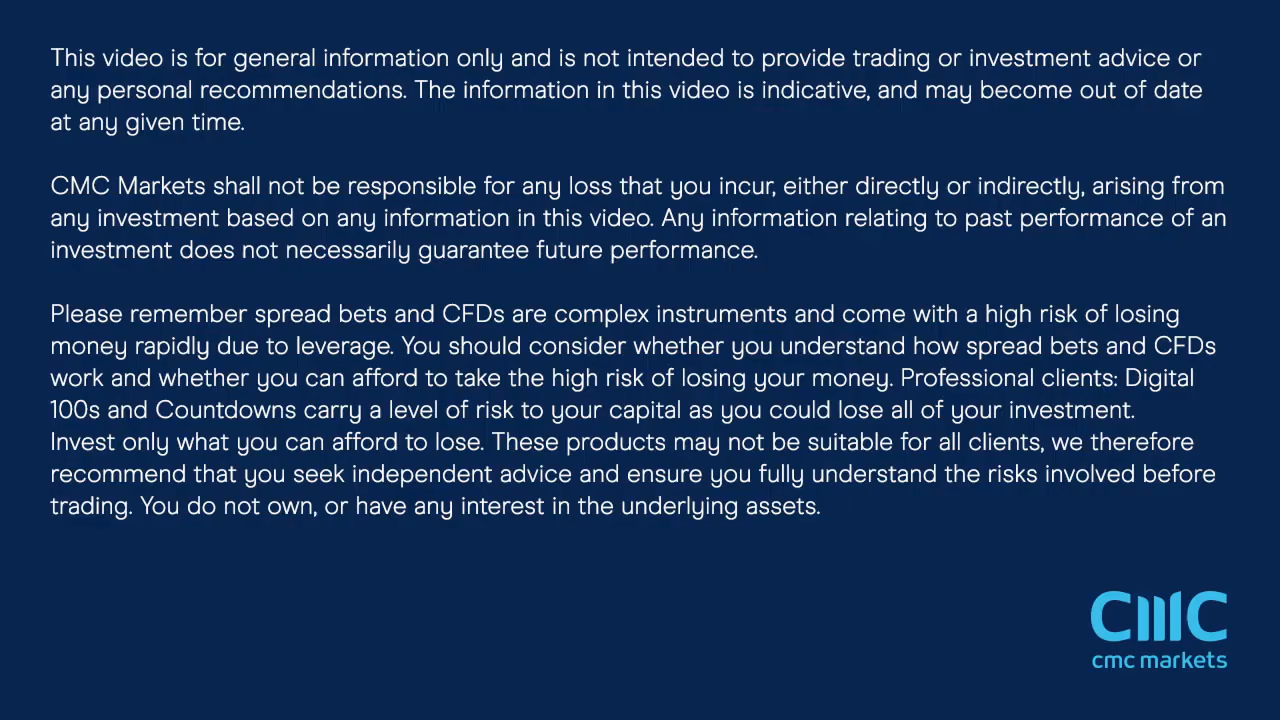 This video is for general information only and is not intended to provide trading or investment advice or
any personal recommendations. The information in this video is indicative, and may become out of date
at any given time.
CMC Markets shall not be responsible for any loss that you incur, either directly or indirectly, arising from
any investment based on any information in this video. Any information relating to past performance of an
investment does not necessarily guarantee future performance.
Please remember spread bets and CFDs are complex instruments and come with a high risk of losing
money rapidly due to leverage. You should consider whether you understand how spread bets and CFDs
work and whether you can afford to take the high risk of losing your money. Professional clients: Digital
100s and Countdowns carry a level of risk to your capital as you could lose all of your investment.
Invest only what you can afford to lose. These products may not be suitable for all clients, we therefore
recommend that you seek independent advice and ensure you fully understand the risks involved before
trading. You do not own, or have any interest in the underlying assets.
CMC
cmc markets